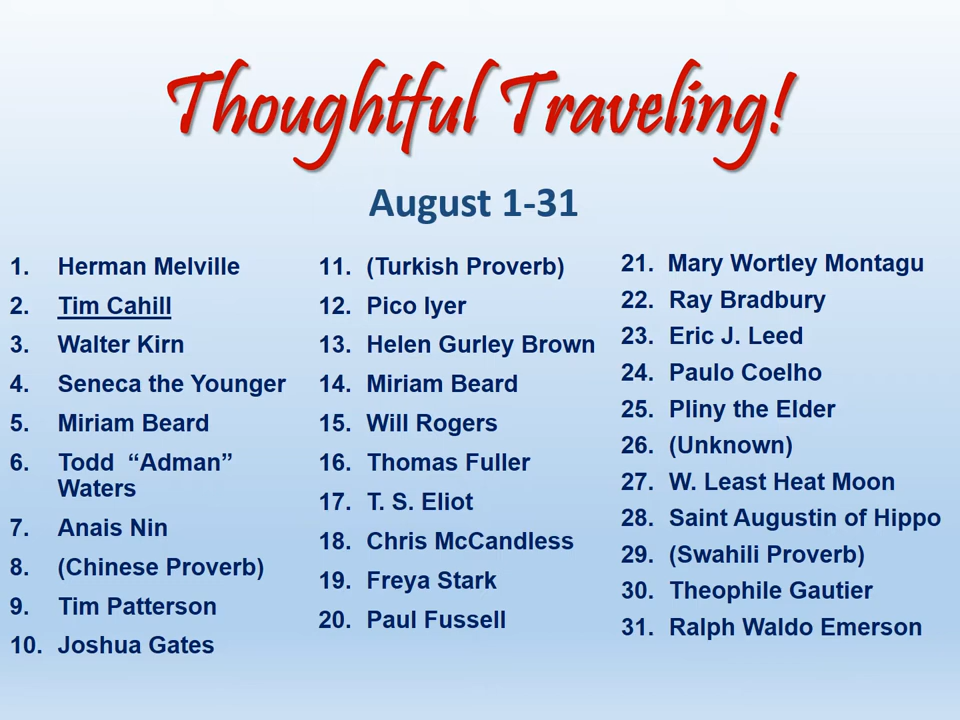 Thoughtful Traveling!
August 1-31
1. Herman Melville
2. Tim Cahill
3. Walter Kirn
4. Seneca the Younger
5. Miriam Beard
6. Todd “Adman”
Waters
7. Anais Nin
8. (Chinese Proverb)
9. Tim Patterson
10. Joshua Gates
11. (Turkish Proverb)
12. Pico Iyer
13. Helen Gurley Brown
14. Miriam Beard
15. Will Rogers
16. Thomas Fuller
17. T. S. Eliot
18. Chris McCandless
19. Freya Stark
20. Paul Fussell
21. Mary Wortley Montagu
22. Ray Bradbury
23. Eric J. Leed
24. Paulo Coelho
25. Pliny the Elder
26. (Unknown)
27. W. Least Heat Moon
28. Saint Augustin of Hippo
29. (Swahili Proverb)
30. Theophile Gautier
31. Ralph Waldo Emerson